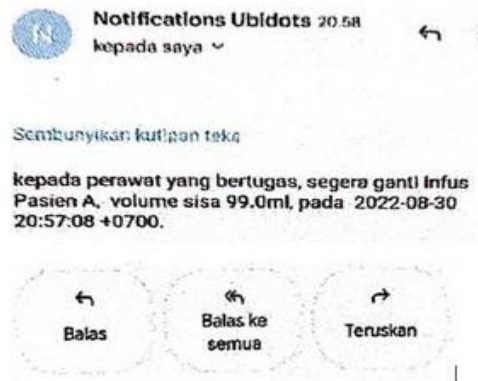 N
Notifications Ubidots 20.58
kepada saya
Sembunyikan kutipan teks
kepada perawat yang bertugas, segera ganti Infus
Pasien A, volume sisa 99.0ml, pada 2022-08-30
20:57:08 +0700.
Balas
Balas ke
semua
Teruskan